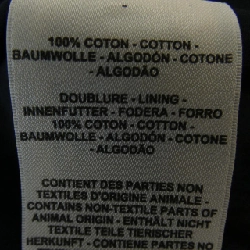 100% COTON - COTTON -
BAUMWOLLE - ALGODÓN - COTONE
- ALGODÃO
DOUBLURE - LINING -
INNENFUTTER - FODERA - FORRO
100% COTON - COTTON -
BAUMWOLLE - ALGODÓN - COTONE
- ALGODÃO
CONTIENT DES PARTIES NON
TEXTILES D'ORIGINE ANIMALE -
CONTAINS NON-TEXTILE PARTS OF
ANIMAL ORIGIN - ENTHÄLT NICHT
TEXTILE TEILE TIERISCHER
HERKUNFT - CONTIENE PARTES NO